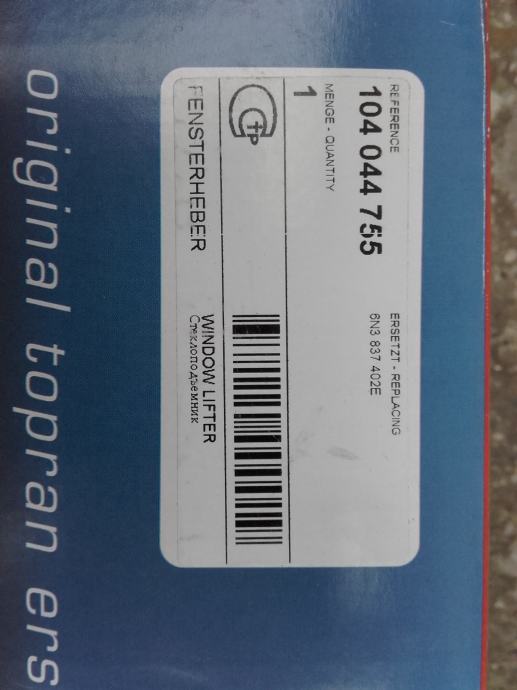 REFERENCE
104 044 755
ERSETZT - REPLACING
6N3 837 402E
MENGE - QUANTITY
1
FENSTERHEBER
WINDOW LIFTER
Стеклоподъемник
original topran ers